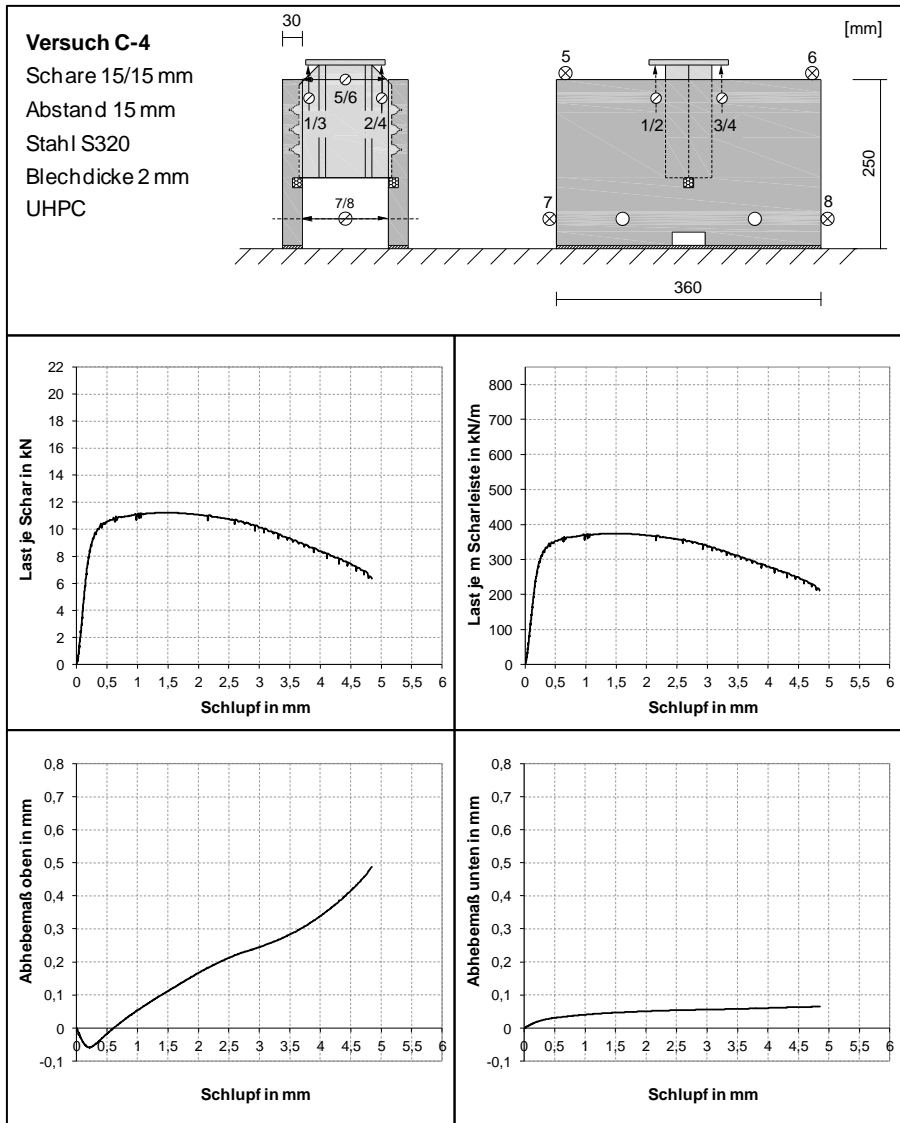 Versuch C-4
Schare 15/15 mm
Abstand 15 mm
Stahl S320
Blechdicke 2 mm
UHPC
30
5/6
1/3
2/4
7/8
[mm]
5
6
1/2
3/4
7
8
250
360
Last je Schar in kN
22
20
18
16
14
12
10
8
6
4
2
0
0 0,5 1 1,5 2 2,5 3 3,5 4 4,5 5 5,5 6
Schlupf in mm
Last je m Scharleiste in kN/m
800
700
600
500
400
300
200
100
0
0 0,5 1 1,5 2 2,5 3 3,5 4 4,5 5 5,5 6
Schlupf in mm
Abhebemaß oben in mm
0,8
0,7
0,6
0,5
0,4
0,3
0,2
0,1
0
-0,1
0 0,5 1 1,5 2 2,5 3 3,5 4 4,5 5 5,5 6
Schlupf in mm
Abhebemaß unten in mm
0,8
0,7
0,6
0,5
0,4
0,3
0,2
0,1
0
-0,1
0 0,5 1 1,5 2 2,5 3 3,5 4 4,5 5 5,5 6
Schlupf in mm